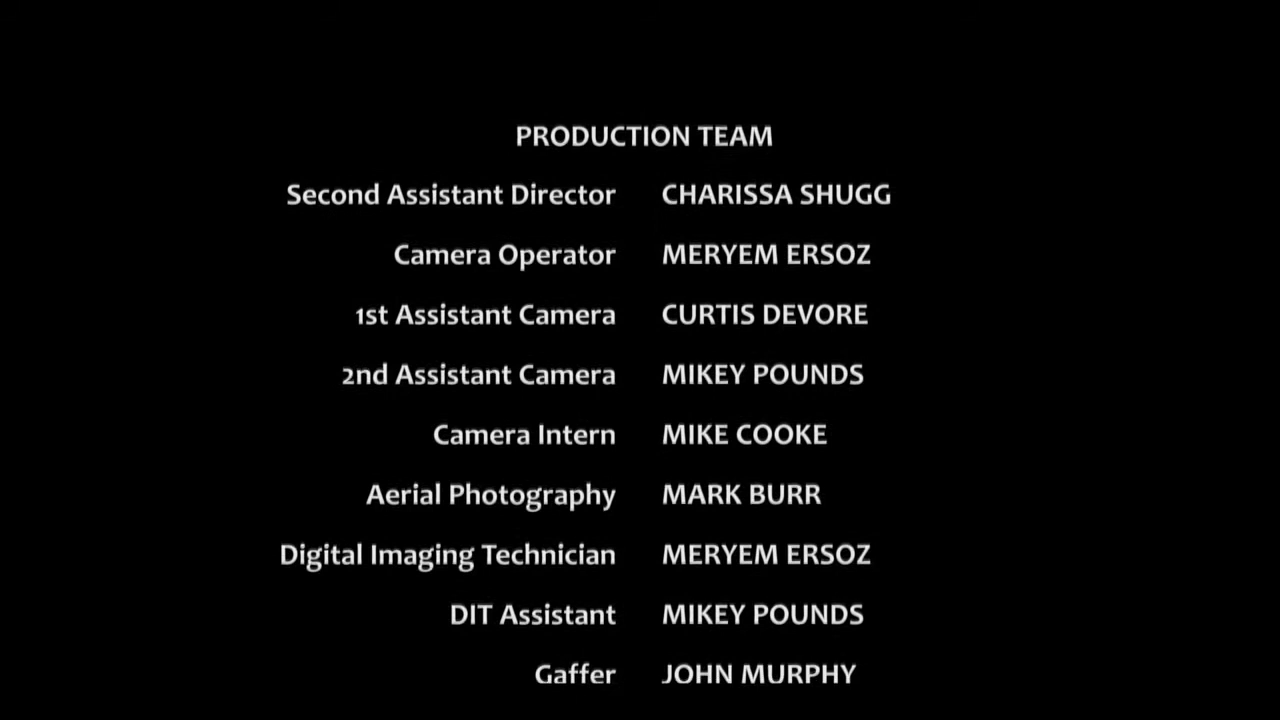 PRODUCTION TEAM
Second Assistant Director CHARISSA SHUGG
Camera Operator MERYEM ERSOZ
1st Assistant Camera CURTIS DEVORE
2nd Assistant Camera MIKEY POUNDS
Camera Intern MIKE COOKE
Aerial Photography MARK BURR
Digital Imaging Technician MERYEM ERSOZ
DIT Assistant MIKEY POUNDS
Gaffer JOHN MURPHY